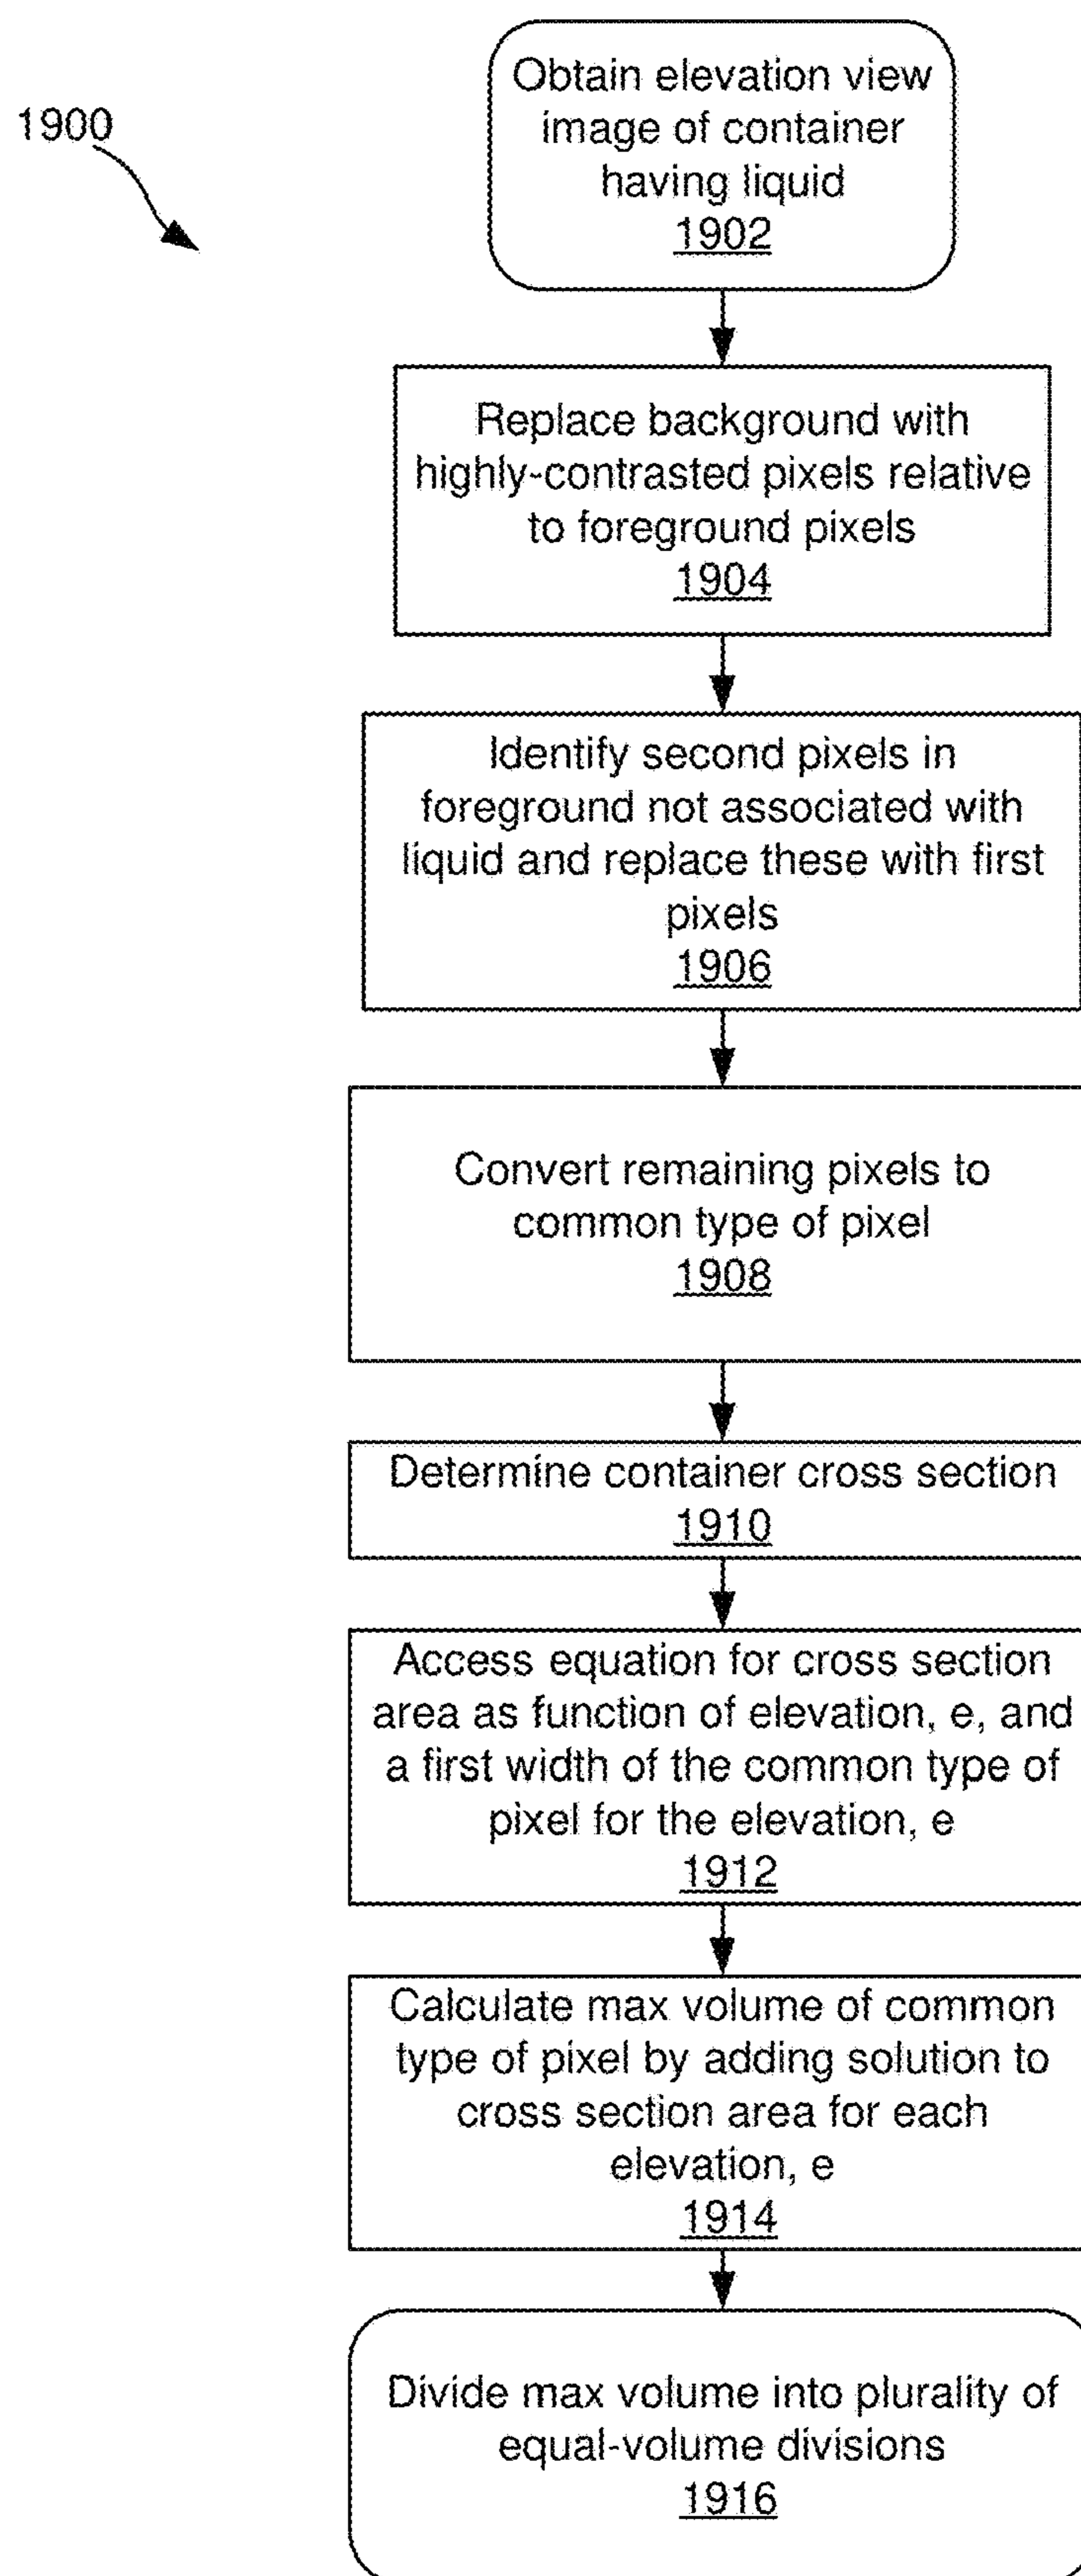 1900
Obtain elevation view
image of container
having liquid
1902
Replace background with
highly-contrasted pixels relative
to foreground pixels
1904
Identify second pixels in
foreground not associated with
liquid and replace these with first
pixels
1906
Convert remaining pixels to
common type of pixel
1908
Determine container cross section
1910
Access equation for cross section
area as function of elevation, e, and
a first width of the common type of
pixel for the elevation, e
1912
Calculate max volume of common
type of pixel by adding solution to
cross section area for each
elevation, e
1914
Divide max volume into plurality of
equal-volume divisions
1916